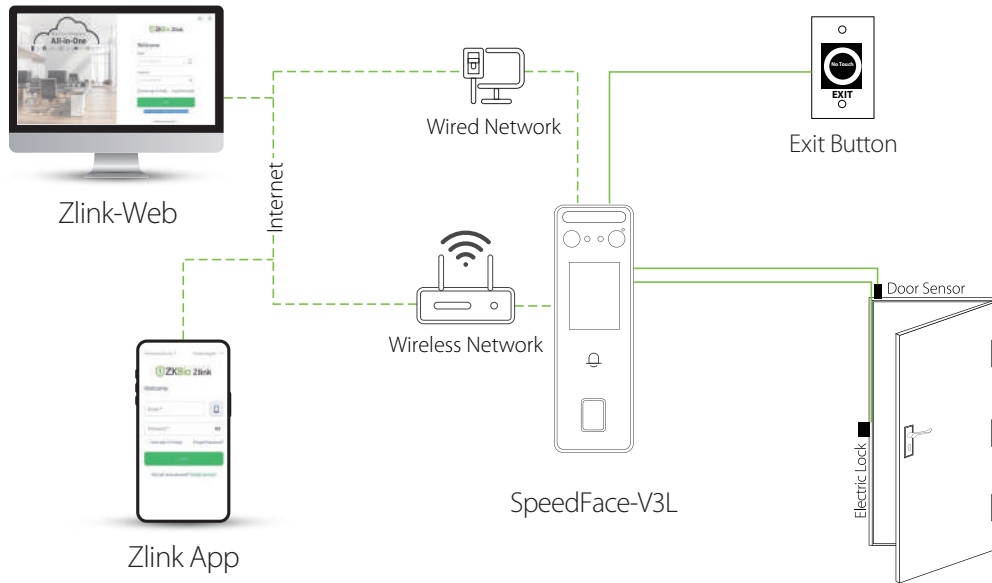 All-in-One
ZKBio Zlink
Welcome
Zlink-Web
Internet
Wired Network
No Touch
EXIT
Exit Button
Wireless Network
ZKBio Zlink
Welcome
Zlink App
SpeedFace-V3L
Door Sensor
Electric Lock